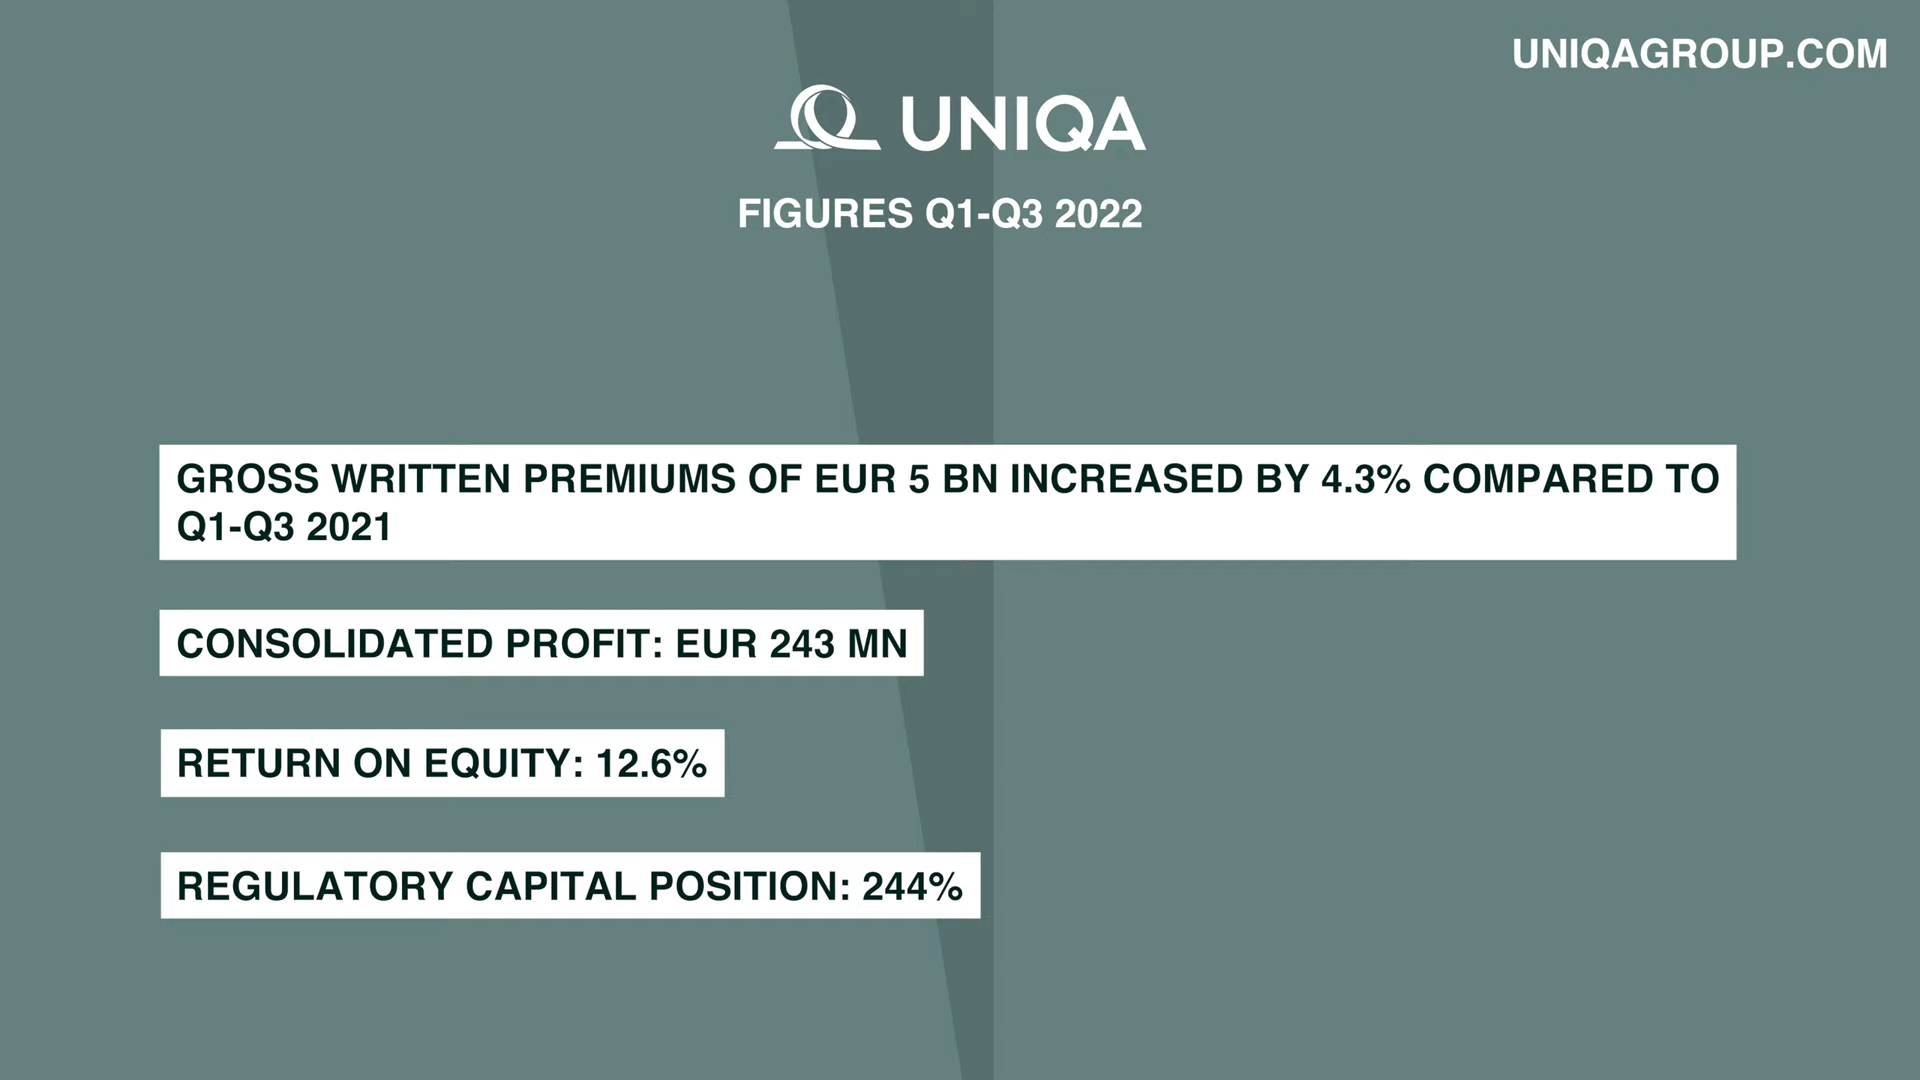 UNIQAGROUP.COM
UNIQA
FIGURES Q1-Q3 2022
GROSS WRITTEN PREMIUMS OF EUR 5 BN INCREASED BY 4.3% COMPARED TO
Q1-Q3 2021
CONSOLIDATED PROFIT: EUR 243 MN
RETURN ON EQUITY: 12.6%
REGULATORY CAPITAL POSITION: 244%